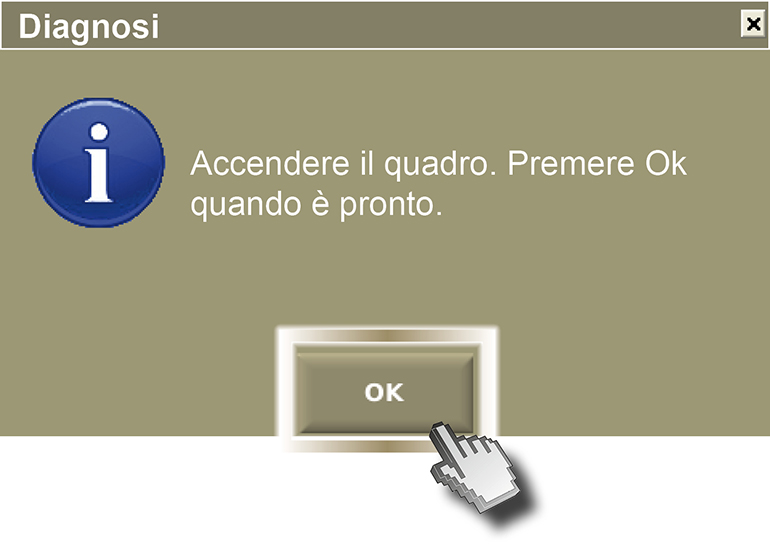 Diagnosi
Accendere il quadro. Premere Ok
quando è pronto.
OK